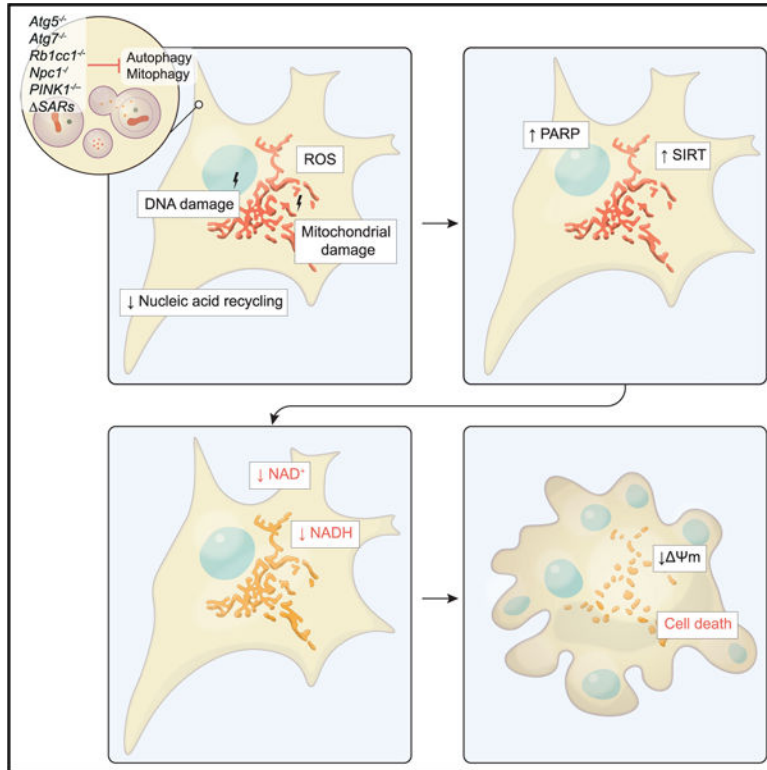 Atg5⁻/⁻
Atg7⁻/⁻
Rb1cc1⁻/⁻
Npc1⁻/
PINK1⁻/⁻
ΔSARs
Autophagy
Mitophagy
ROS
DNA damage
Mitochondrial
damage
↓ Nucleic acid recycling
↑ PARP
↑ SIRT
↓ NAD⁺
↓ NADH
↓ΔΨm
Cell death